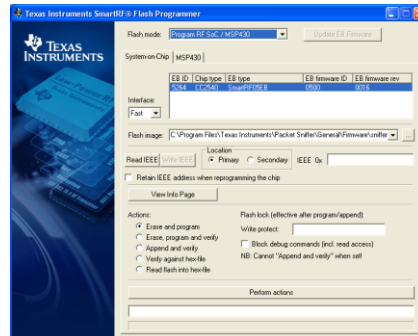 Texas Instruments SmartRF® Flash Programmer
TEXAS
INSTRUMENTS
Low-Power RF
Flash mode: Program RF SoC / MSP430
Update EB Firmware
System-on-Chip MSP430
EB ID Chip type EB type EB firmware ID EB firmware rev
5264 CC2540 SmartRF05EB 0500 0016
Interface:
Fast
Flash image: C:\Program Files\Texas Instruments\Packet Sniffer\General\Firmware\sniffer ...
Location
Read IEEE Write IEEE Primary Secondary IEEE 0x
Retain IEEE address when reprogramming the chip
View Info Page
Actions: Flash lock (effective after program/append):
Erase and program Write protect:
Erase, program and verify
Append and verify Block debug commands (incl. read access)
Verify against hex-file NB: Cannot "Append and verify" when set!
Read flash into hex-file
Perform actions